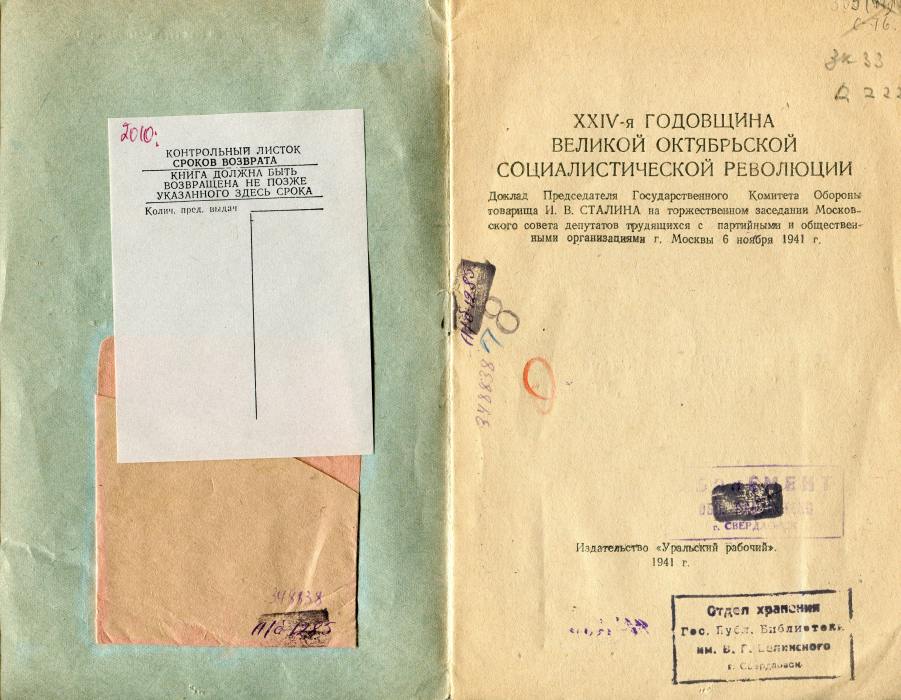 2010:
КОНТРОЛЬНЫЙ ЛИСТОК
СРОКОВ ВОЗВРАТА
КНИГА ДОЛЖНА БЫТЬ
ВОЗВРАЩЕНА НЕ ПОЗЖЕ
УКАЗАННОГО ЗДЕСЬ СРОКА
Колич. пред. выдач
348838
XXIV-я ГОДОВЩИНА
ВЕЛИКОЙ ОКТЯБРЬСКОЙ
СОЦИАЛИСТИЧЕСКОЙ РЕВОЛЮЦИИ
Доклад Председателя Государственного Комитета Обороны
товарища И. В. СТАЛИНА на торжественном заседании Москов-
ского совета депутатов трудящихся с партийными и обществен-
ными организациями г. Москвы 6 ноября 1941 г.
348838
г. СВЕРДЛОВСК
Издательство «Уральский рабочий».
1941 г.
Отдел хранения
Гос. Публ. Библиотеки
им. В. Г. Белинского
г. Свердловск